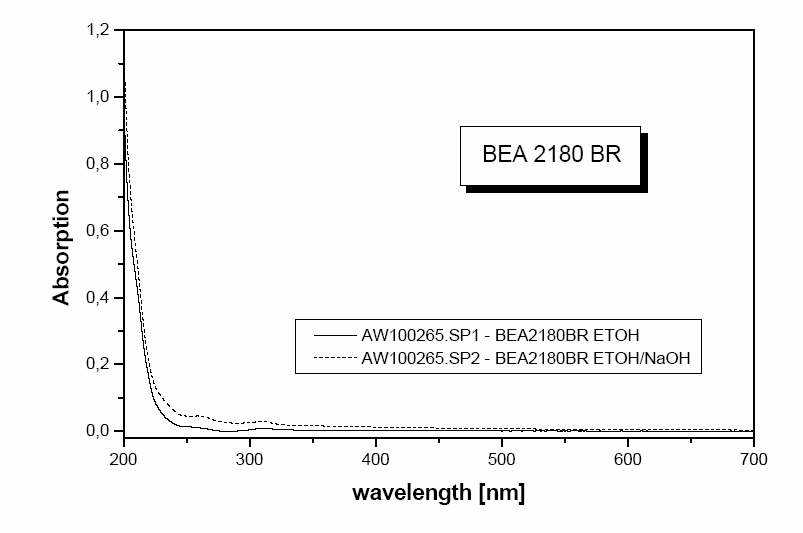 1,2
1,0
0,8
0,6
0,4
0,2
0,0
Absorption
BEA 2180 BR
AW100265.SP1 - BEA2180BR ETOH
AW100265.SP2 - BEA2180BR ETOH/NaOH
200 300 400 500 600 700
wavelength [nm]